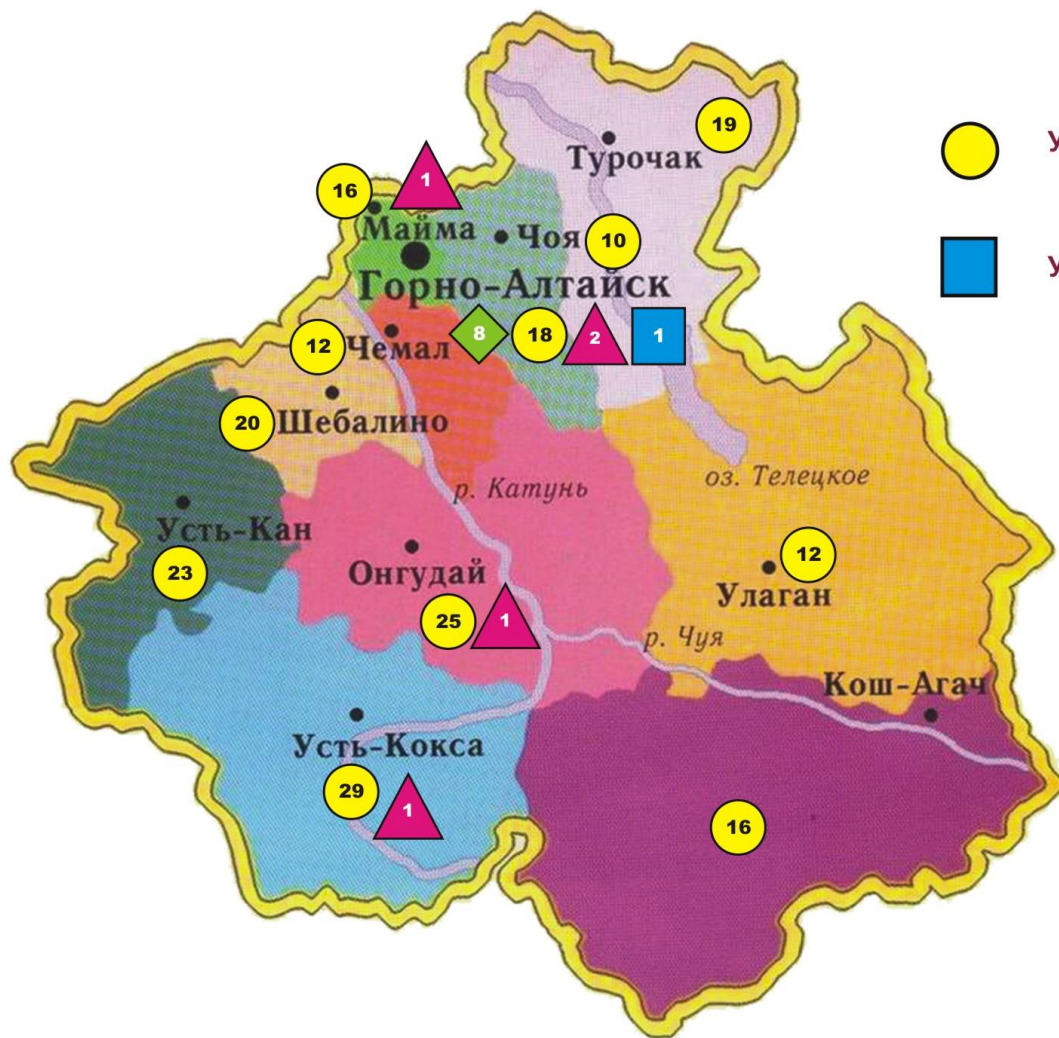 19
У
Турочак
1
16
Майма
Чоя
10
У
Горно-Алтайск
8
18
2
1
12
Чемал
20
Шебалино
р. Катунь
оз. Телецкое
Усть-Кан
12
23
Онгудай
Улаган
25
1
р. Чуя
Кош-Агач
Усть-Кокса
29
1
16